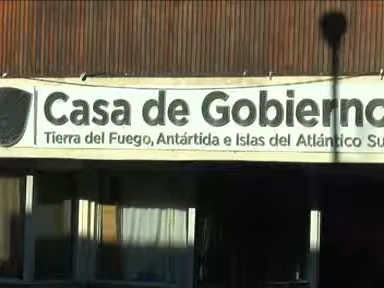 Casa de Gobierno
Tierra del Fuego, Antártida e Islas del Atlántico Su